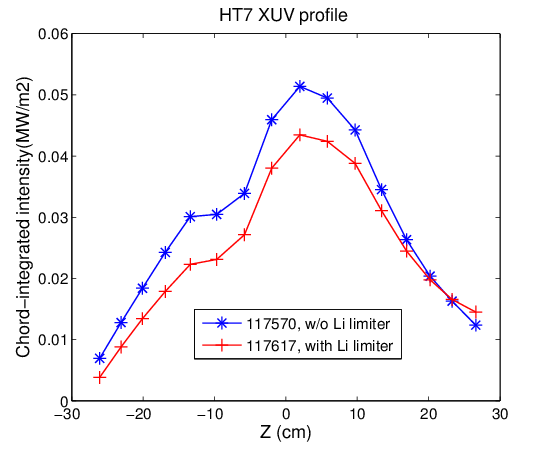 HT7 XUV profile
Chord−integrated intensity(MW/m2)
0.06
0.05
0.04
0.03
0.02
0.01
0
117570, w/o Li limiter
117617, with Li limiter
−30 −20 −10 0 10 20 30
Z (cm)